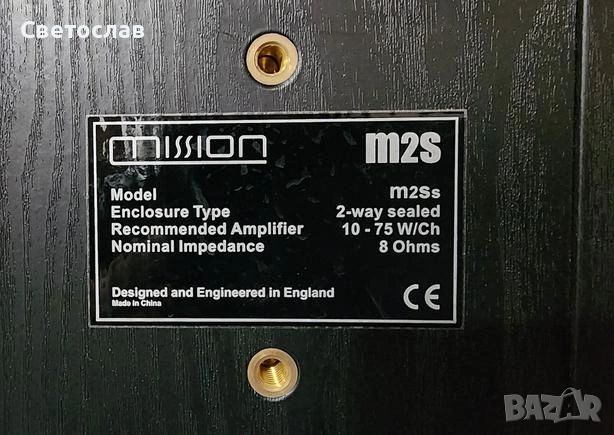 Светослав
mission
m2s
Model m2Ss
Enclosure Type 2-way sealed
Recommended Amplifier 10 - 75 W/Ch
Nominal Impedance 8 Ohms
Designed and Engineered in England
Made in China
CE
BAZAR